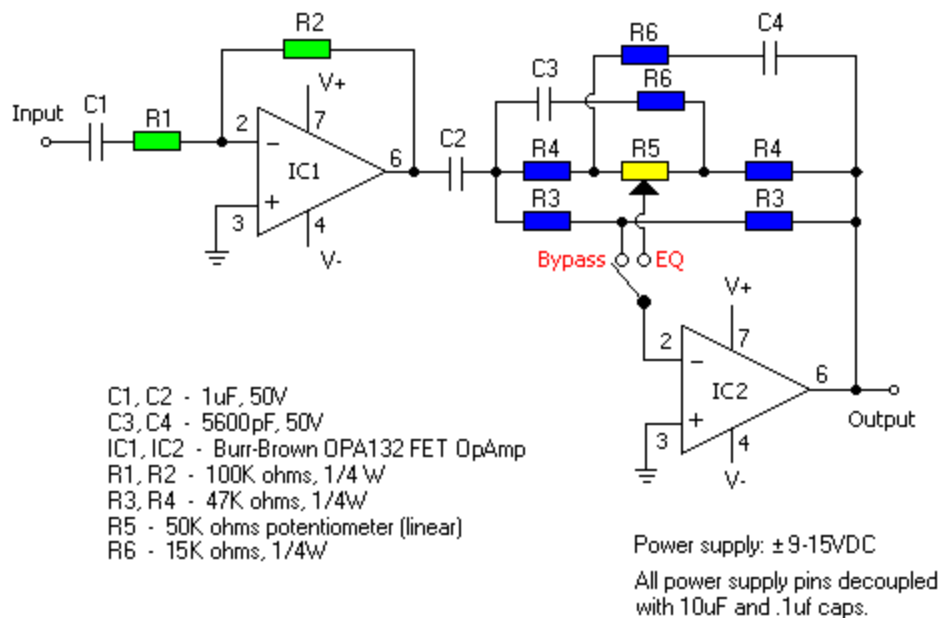 R2
R6
C4
V+
C3
R6
Input
C1
R1
2
7
C2
R4
R5
R4
−
IC1
6
R3
R3
+
3
4
V-
Bypass
EQ
V+
2
7
−
IC2
6
Output
+
3
4
V-
C1, C2 - 1uF, 50V
C3, C4 - 5600pF, 50V
IC1, IC2 - Burr-Brown OPA132 FET OpAmp
R1, R2 - 100K ohms, 1/4 W
R3, R4 - 47K ohms, 1/4W
R5 - 50K ohms potentiometer (linear)
R6 - 15K ohms, 1/4W
Power supply: ± 9-15VDC
All power supply pins decoupled
with 10uF and .1uf caps.